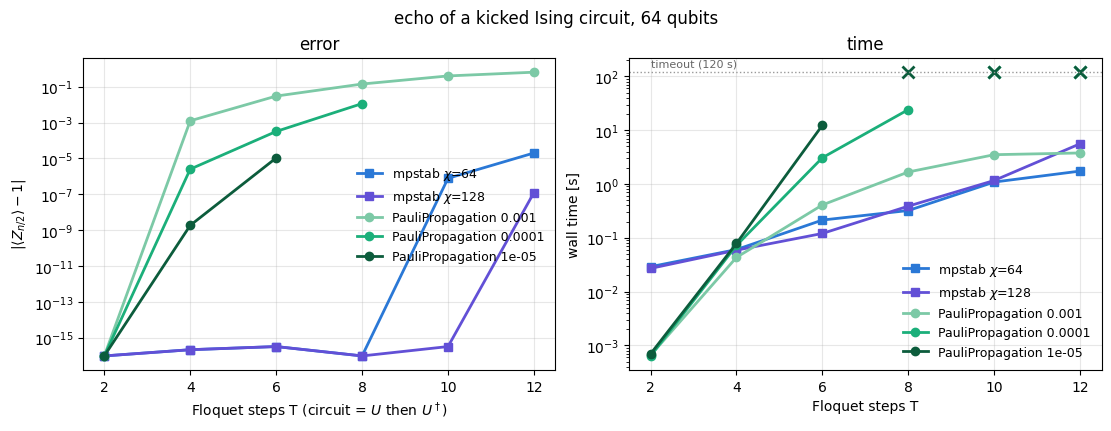 echo of a kicked Ising circuit, 64 qubits
error
|⟨Z_{n/2}⟩ − 1|
10^{-1}
10^{-3}
10^{-5}
10^{-7}
10^{-9}
10^{-11}
10^{-13}
10^{-15}
mpstab χ=64
mpstab χ=128
PauliPropagation 0.001
PauliPropagation 0.0001
PauliPropagation 1e-05
2 4 6 8 10 12
Floquet steps T (circuit = U then U^†)
time
wall time [s]
timeout (120 s)
10^2
10^1
10^0
10^{-1}
10^{-2}
10^{-3}
mpstab χ=64
mpstab χ=128
PauliPropagation 0.001
PauliPropagation 0.0001
PauliPropagation 1e-05
2 4 6 8 10 12
Floquet steps T